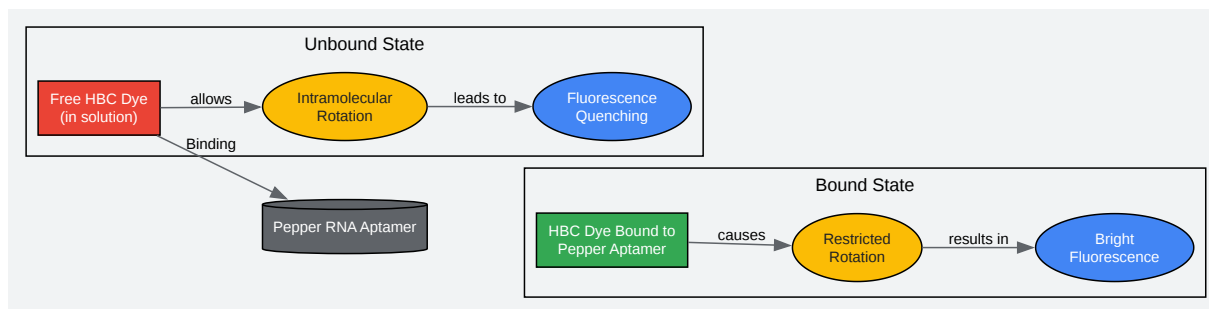 Unbound State
Free HBC Dye
(in solution)
allows
Intramolecular
Rotation
leads to
Fluorescence
Quenching
Binding
Pepper RNA Aptamer
Bound State
HBC Dye Bound to
Pepper Aptamer
causes
Restricted
Rotation
results in
Bright
Fluorescence